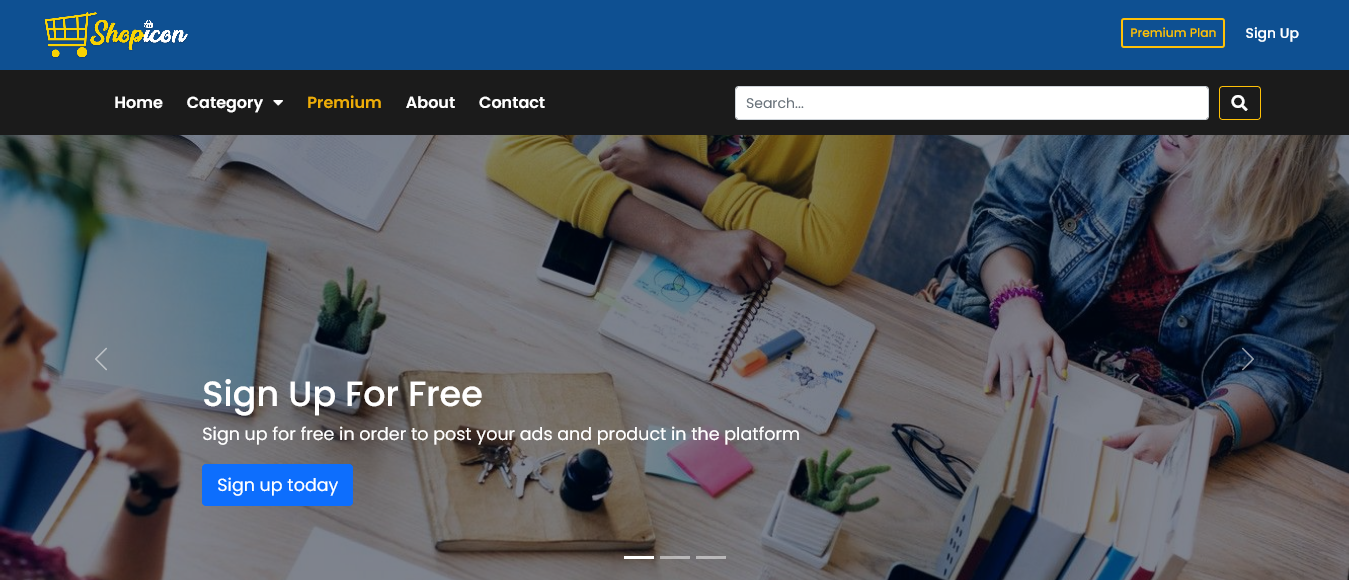 Shopicon
Premium Plan
Sign Up
Home
Category
Premium
About
Contact
Search...
Sign Up For Free
Sign up for free in order to post your ads and product in the platform
Sign up today